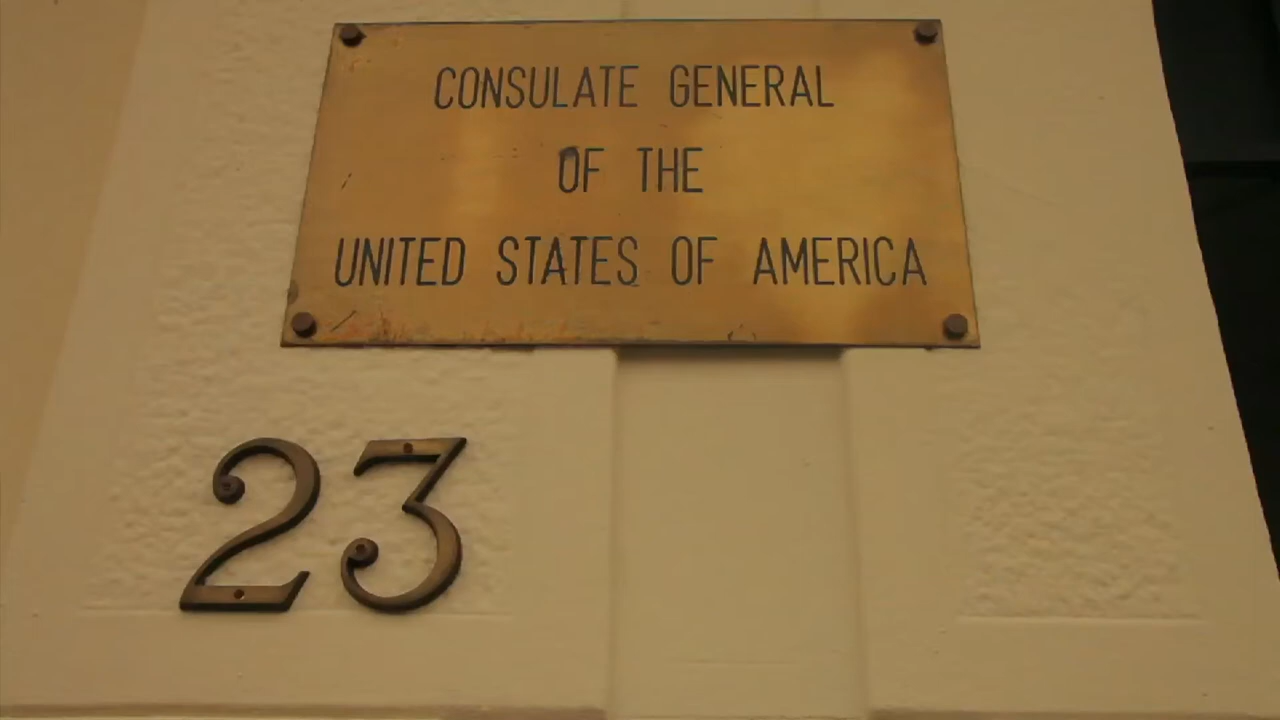 CONSULATE GENERAL
OF THE
UNITED STATES OF AMERICA
23